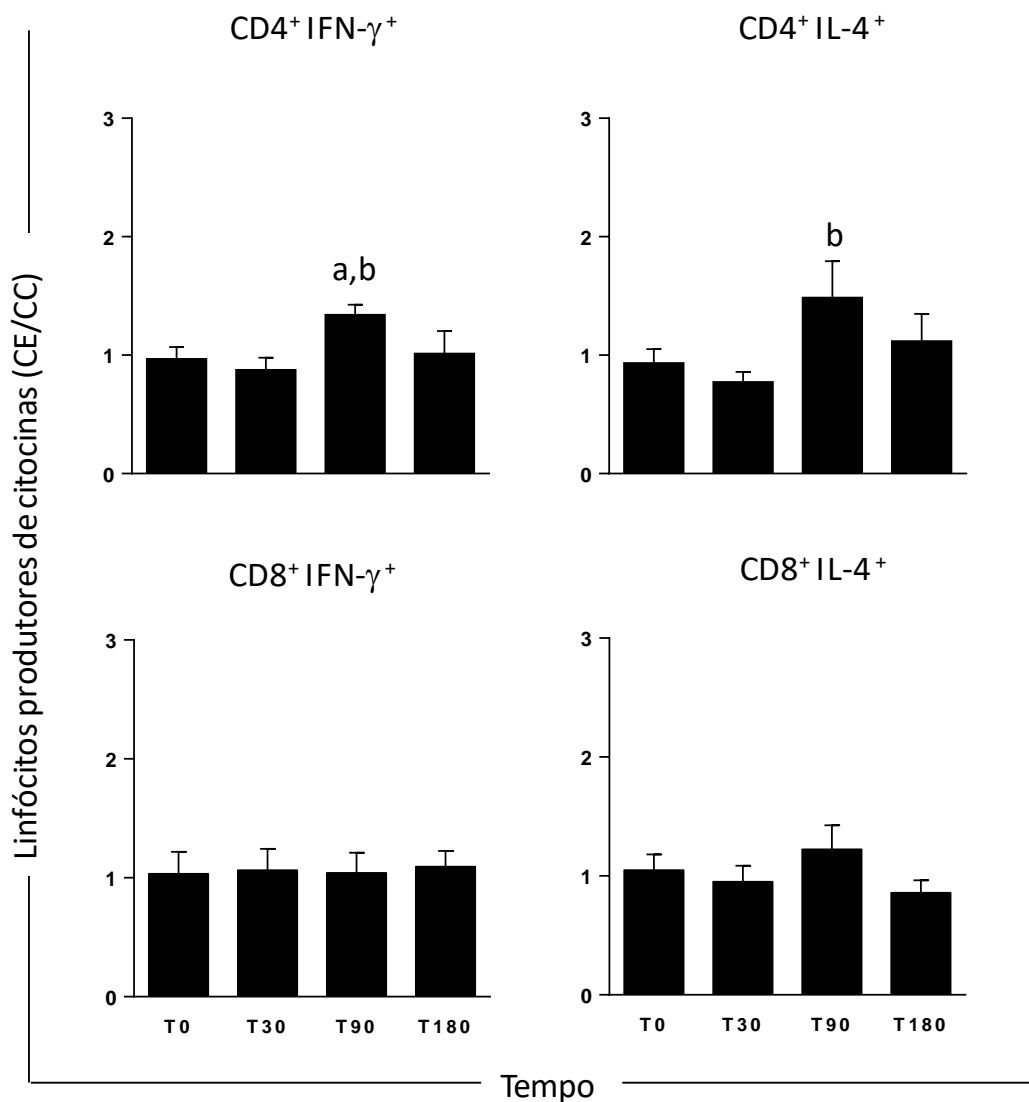 CD4⁺ IFN-γ⁺
CD4⁺ IL-4⁺
Linfócitos produtores de citocinas (CE/CC)
3
2
1
0
a,b
3
2
1
0
b
CD8⁺ IFN-γ⁺
CD8⁺ IL-4⁺
3
2
1
0
T0 T30 T90 T180
3
2
1
0
T0 T30 T90 T180
Tempo